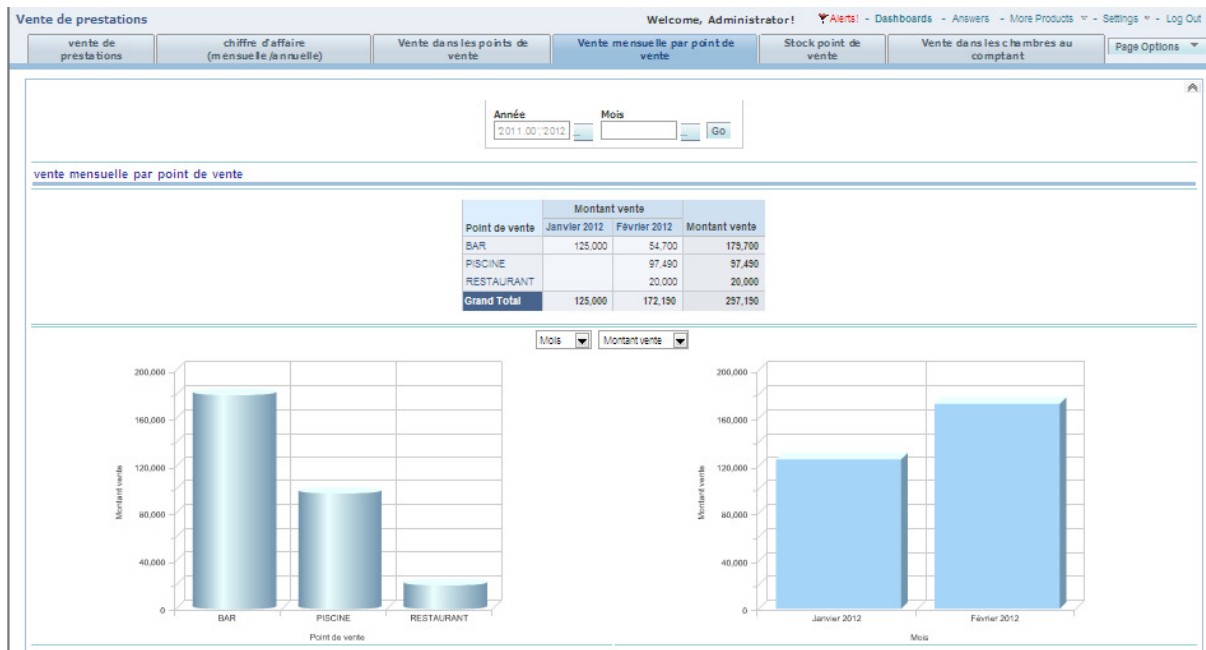 Vente de prestations
Welcome, Administrator! Alerts! - Dashboards - Answers - More Products - Settings - Log Out
vente de prestations
chiffre d'affaire (mensuelle/annuelle)
Vente dans les points de vente
Vente mensuelle par point de vente
Stock point de vente
Vente dans les chambres au comptant
Page Options
Année Mois
2011.00','2012 ... ... Go
vente mensuelle par point de vente
Montant vente
Point de vente Janvier 2012 Février 2012 Montant vente
BAR 125,000 54,700 179,700
PISCINE 97,490 97,490
RESTAURANT 20,000 20,000
Grand Total 125,000 172,190 297,190
Mois Montant vente
200,000
160,000
120,000
80,000
40,000
0
Montant vente
BAR PISCINE RESTAURANT
Point de vente
200,000
160,000
120,000
80,000
40,000
0
Montant vente
Janvier 2012 Février 2012
Mois